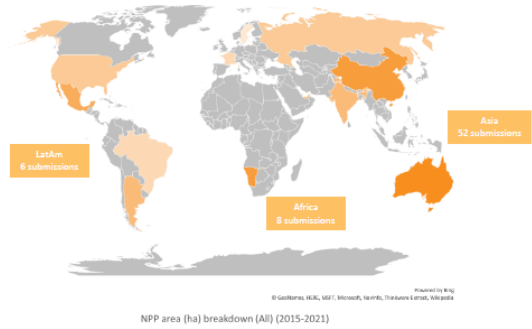 Asia
52 submissions
LatAm
6 submissions
Africa
8 submissions
Powered by Bing
© GeoNames, HERE, MSFT, Microsoft, NavInfo, Thinkware Extract, Wikipedia
NPP area (ha) breakdown (All) (2015-2021)